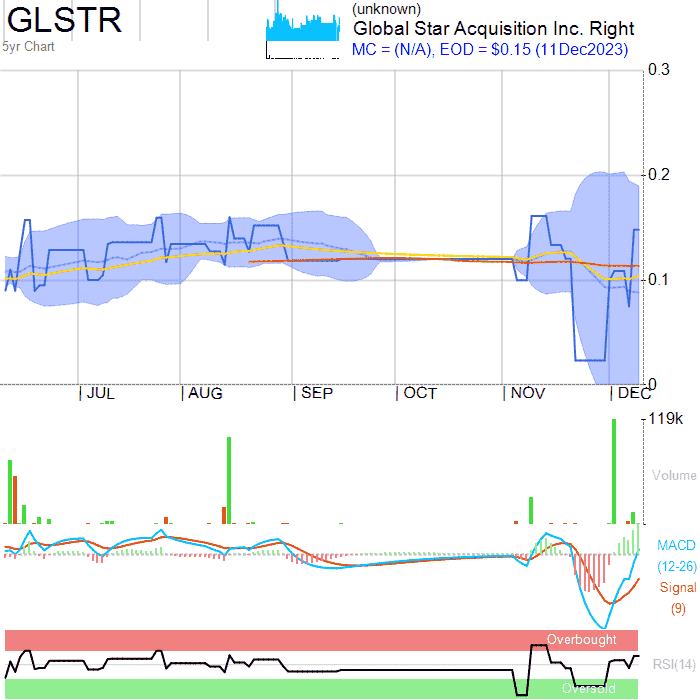 GLSTR
5yr Chart
(unknown)
Global Star Acquisition Inc. Right
MC = (N/A), EOD = $0.15 (11Dec2023)
0.3
0.2
0.1
0
JUL
AUG
SEP
OCT
NOV
DEC
119k
Volume
MACD
(12-26)
Signal
(9)
Overbought
RSI(14)
Oversold